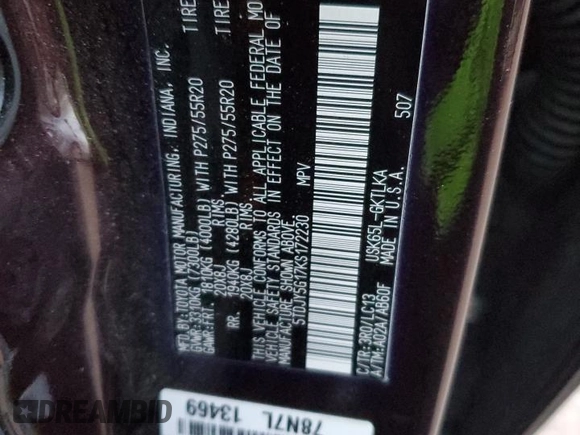 MFD.BY:TOYOTA MOTOR MANUFACTURING, INDIANA, INC.
GVWR:3310KG(7300LB) TIRE
GAWR:FRT. 1810KG(4000LB) WITH P275/55R20
20X8J RIMS, TIRE
RR. 1940KG(4280LB) WITH P275/55R20
20X8J RIMS,
THIS VEHICLE CONFORMS TO ALL APPLICABLE FEDERAL MO
VEHICLE SAFETY STANDARDS IN EFFECT ON THE DATE OF
MANUFACTURE SHOWN ABOVE.
5TDJY5G17KS172230 MPV
507
C/TR:3R0/LC13 USK65L-GKTLKA
A/TM:A02A/AB60F MADE IN U.S.A.
78N7L
13469
DREAMBID